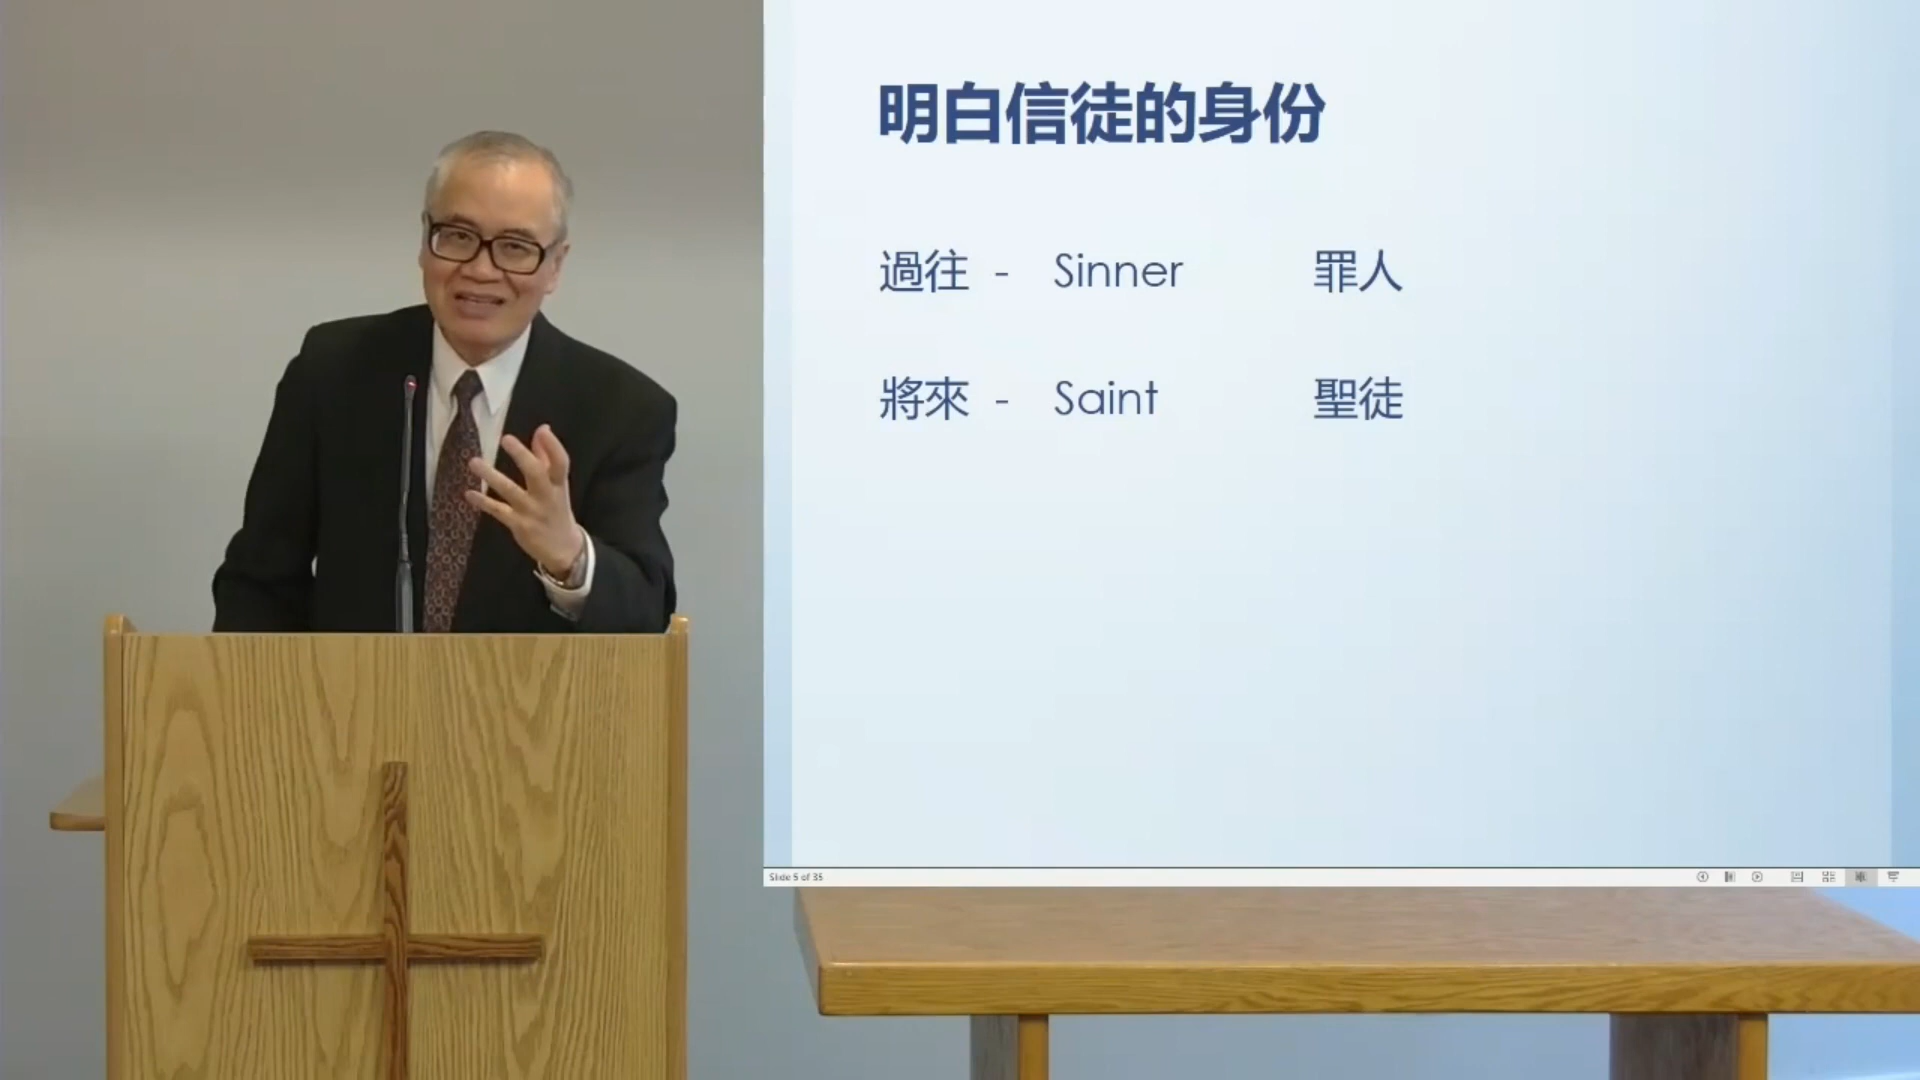 明白信徒的身份
過往 - Sinner 罪人
將來 - Saint 聖徒
Slide 5 of 35